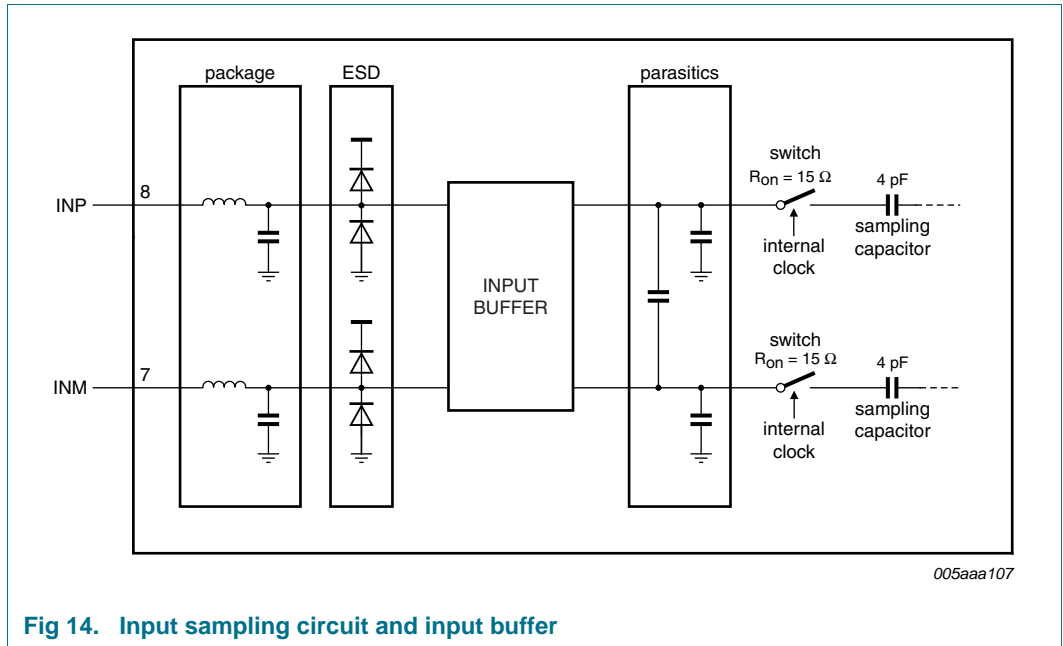 package
ESD
parasitics
switch
Ron = 15 Ω
4 pF
INP
8
sampling
capacitor
internal
clock
INPUT
BUFFER
switch
Ron = 15 Ω
4 pF
INM
7
sampling
capacitor
internal
clock
005aaa107
Fig 14. Input sampling circuit and input buffer